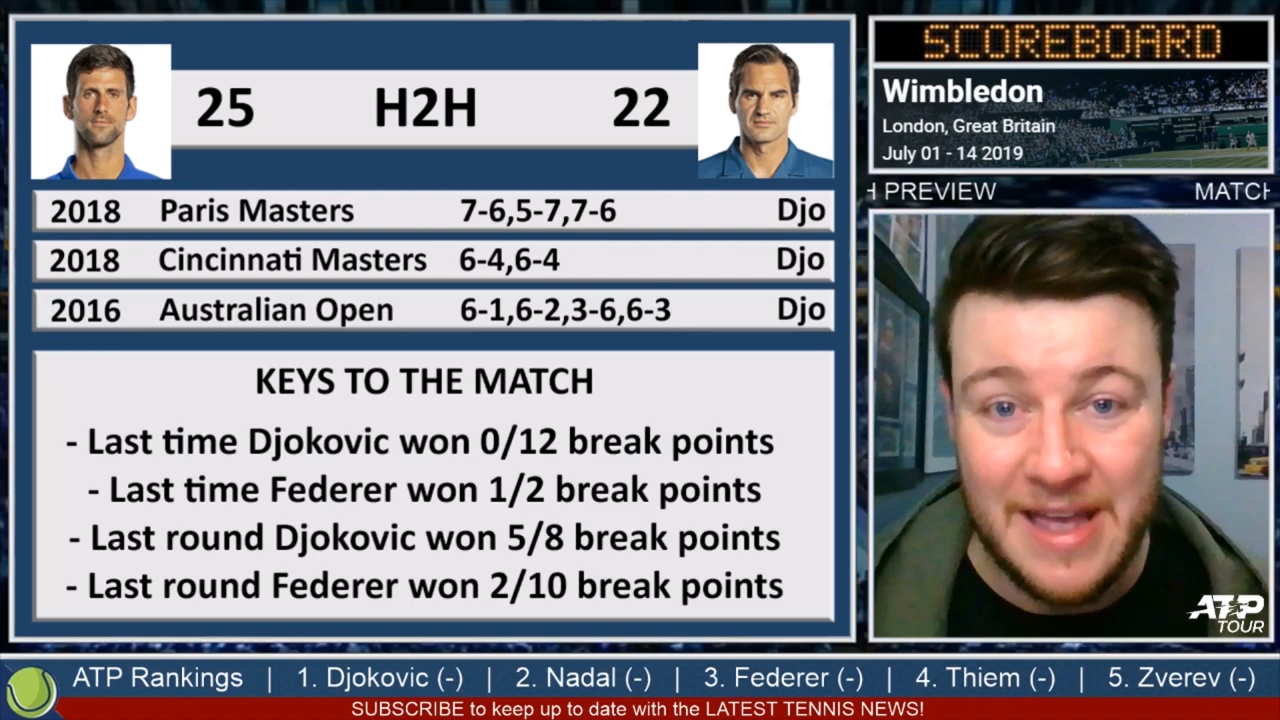 25 H2H 22
2018 Paris Masters 7-6,5-7,7-6 Djo
2018 Cincinnati Masters 6-4,6-4 Djo
2016 Australian Open 6-1,6-2,3-6,6-3 Djo
KEYS TO THE MATCH
- Last time Djokovic won 0/12 break points
- Last time Federer won 1/2 break points
- Last round Djokovic won 5/8 break points
- Last round Federer won 2/10 break points
SCOREBOARD
Wimbledon
London, Great Britain
July 01 - 14 2019
H PREVIEW MATCH
ATP
TOUR
ATP Rankings | 1. Djokovic (-) | 2. Nadal (-) | 3. Federer (-) | 4. Thiem (-) | 5. Zverev (-)
SUBSCRIBE to keep up to date with the LATEST TENNIS NEWS!